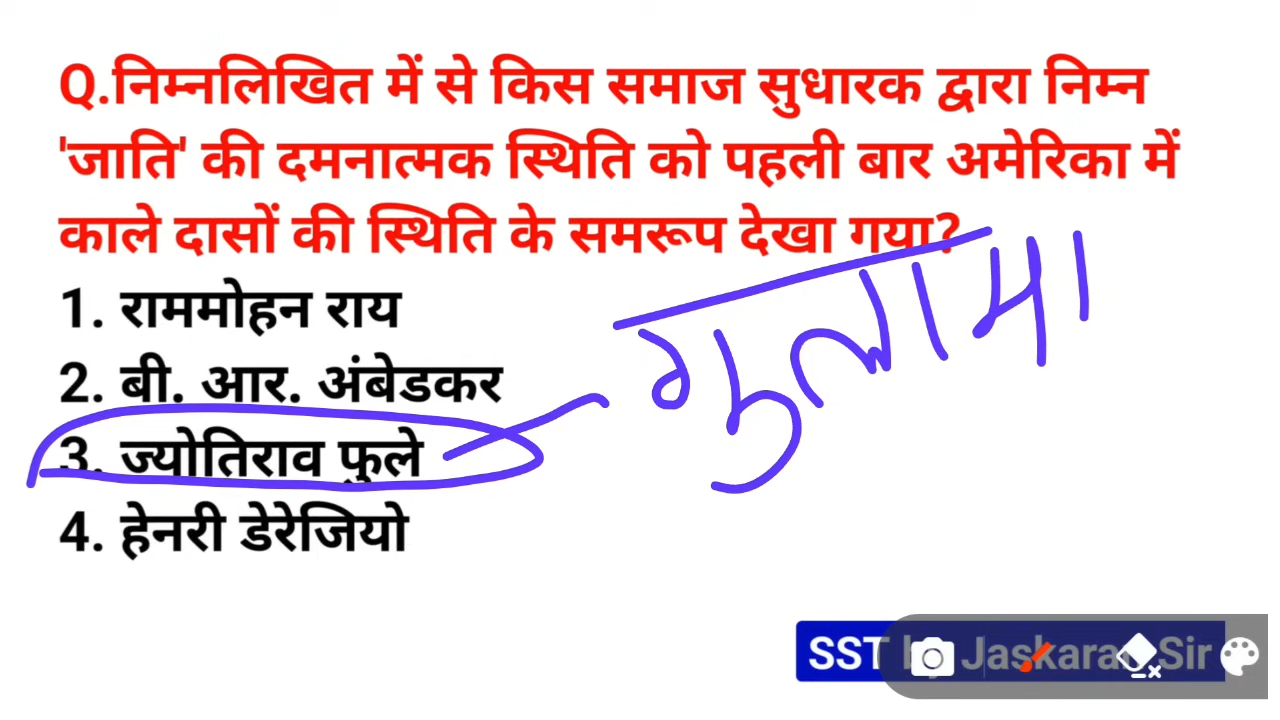 Q.निम्नलिखित में से किस समाज सुधारक द्वारा निम्न
'जाति' की दमनात्मक स्थिति को पहली बार अमेरिका में
काले दासों की स्थिति के समरूप देखा गया?
1. राममोहन राय
2. बी. आर. अंबेडकर
3. ज्योतिराव फुले
गुलामा
4. हेनरी डेरेजियो
SST by Jaskaran Sir